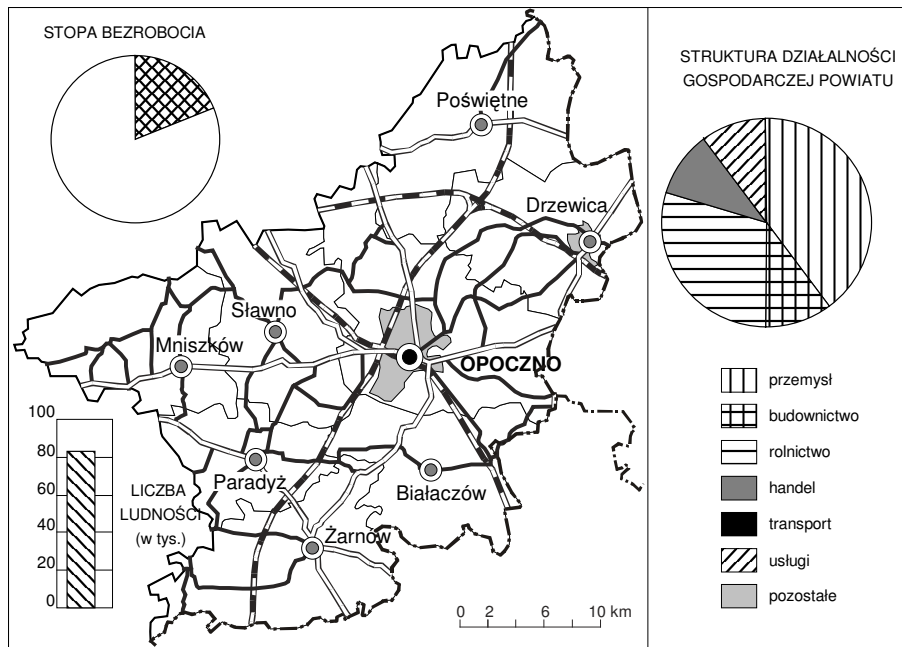 STOPA BEZROBOCIA
STRUKTURA DZIAŁALNOŚCI
GOSPODARCZEJ POWIATU
Poświętne
Drzewica
Sławno
Mniszków
OPOCZNO
Paradyż
Białaczów
Żarnów
100
80
60
40
20
0
LICZBA
LUDNOŚCI
(w tys.)
0 2 6 10 km
przemysł
budownictwo
rolnictwo
handel
transport
usługi
pozostałe